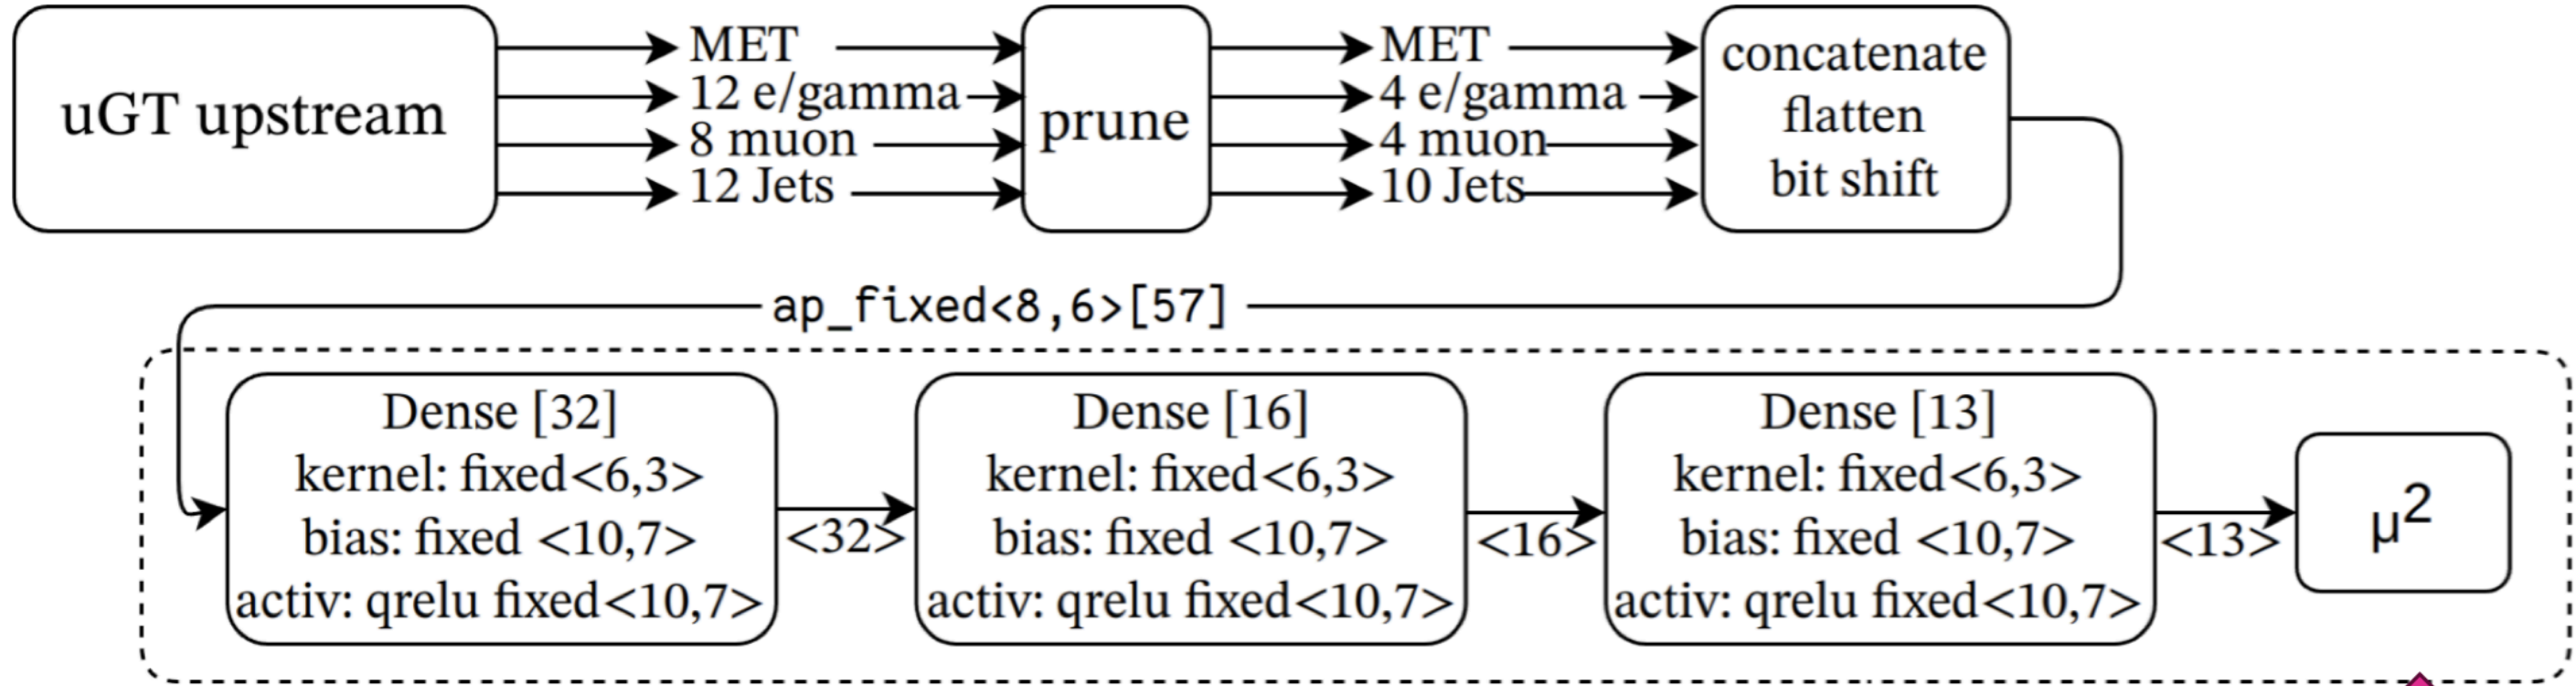 uGT upstream
MET
12 e/gamma
8 muon
12 Jets
prune
MET
4 e/gamma
4 muon
10 Jets
concatenate
flatten
bit shift
ap_fixed<8,6>[57]
Dense [32]
kernel: fixed<6,3>
bias: fixed <10,7>
activ: qrelu fixed<10,7>
<32>
Dense [16]
kernel: fixed<6,3>
bias: fixed <10,7>
activ: qrelu fixed<10,7>
<16>
Dense [13]
kernel: fixed<6,3>
bias: fixed <10,7>
activ: qrelu fixed<10,7>
<13>
μ²